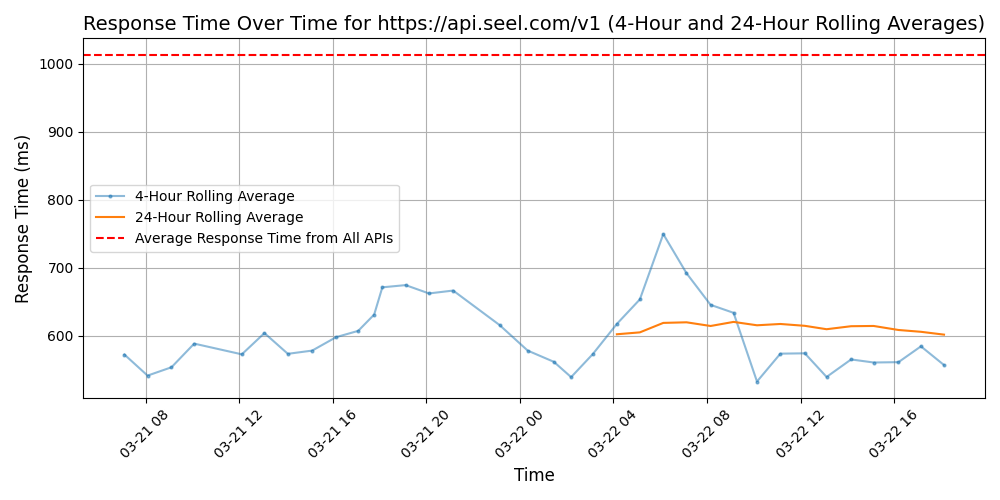 Response Time Over Time for https://api.seel.com/v1 (4-Hour and 24-Hour Rolling Averages)
Response Time (ms)
1000
900
800
700
600
4-Hour Rolling Average
24-Hour Rolling Average
Average Response Time from All APIs
03-21 08
03-21 12
03-21 16
03-21 20
03-22 00
03-22 04
03-22 08
03-22 12
03-22 16
Time